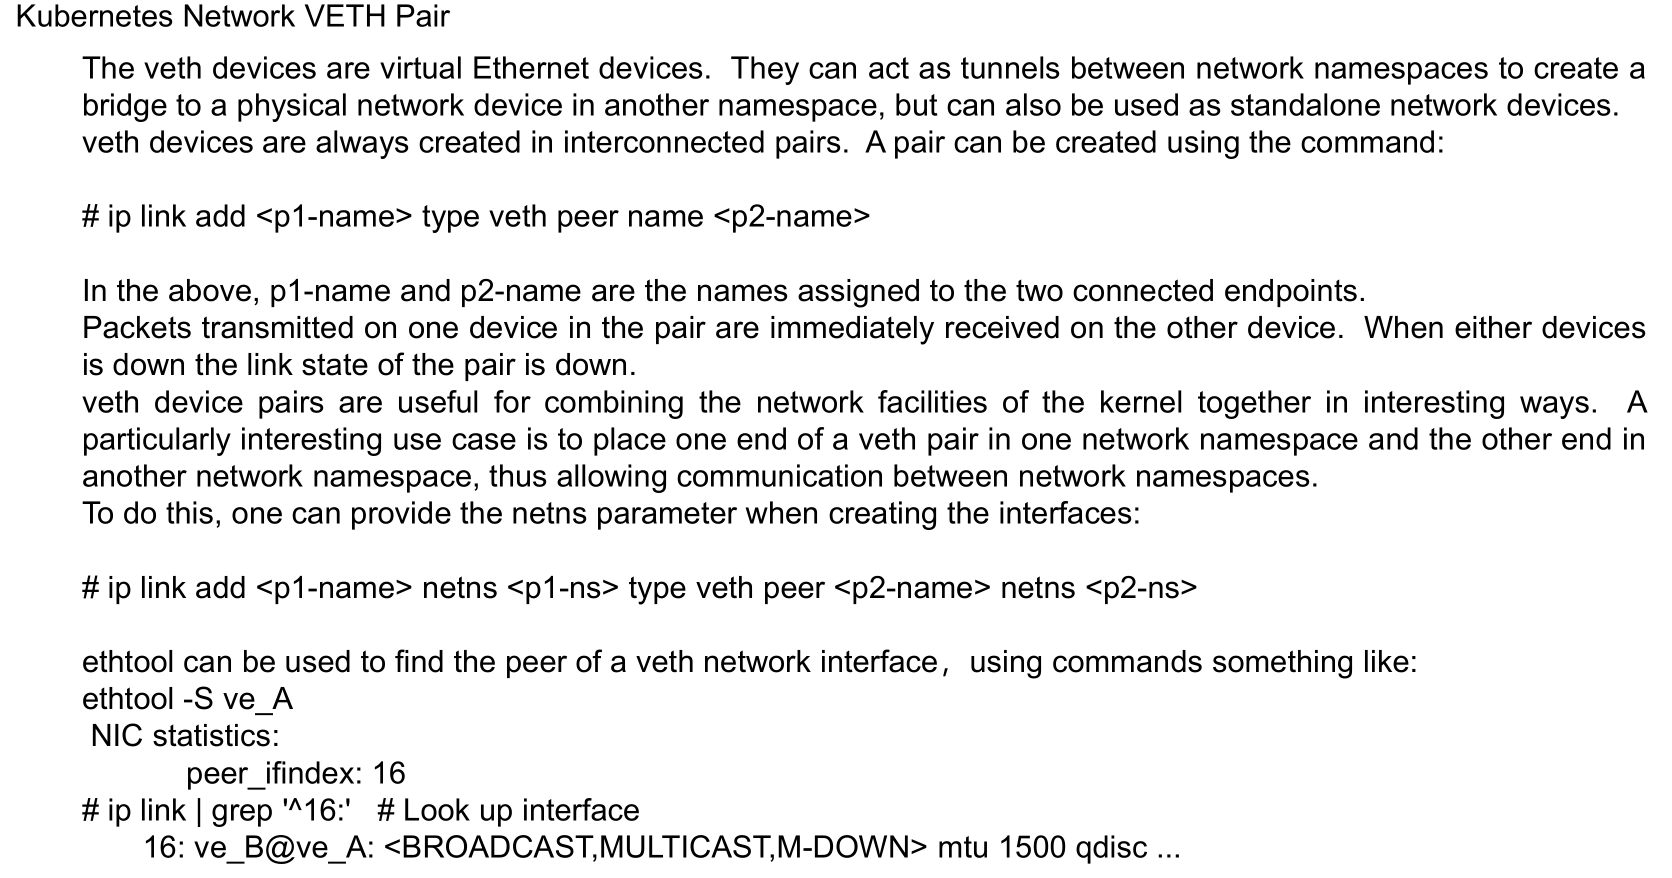 Kubernetes Network VETH Pair
The veth devices are virtual Ethernet devices.  They can act as tunnels between network namespaces to create a
bridge to a physical network device in another namespace, but can also be used as standalone network devices.
veth devices are always created in interconnected pairs.  A pair can be created using the command:
# ip link add <p1-name> type veth peer name <p2-name>
In the above, p1-name and p2-name are the names assigned to the two connected endpoints.
Packets transmitted on one device in the pair are immediately received on the other device.  When either devices
is down the link state of the pair is down.
veth device pairs are useful for combining the network facilities of the kernel together in interesting ways.  A
particularly interesting use case is to place one end of a veth pair in one network namespace and the other end in
another network namespace, thus allowing communication between network namespaces.
To do this, one can provide the netns parameter when creating the interfaces:
# ip link add <p1-name> netns <p1-ns> type veth peer <p2-name> netns <p2-ns>
ethtool can be used to find the peer of a veth network interface，using commands something like:
ethtool -S ve_A
NIC statistics:
peer_ifindex: 16
# ip link | grep '^16:'   # Look up interface
16: ve_B@ve_A: <BROADCAST,MULTICAST,M-DOWN> mtu 1500 qdisc ...